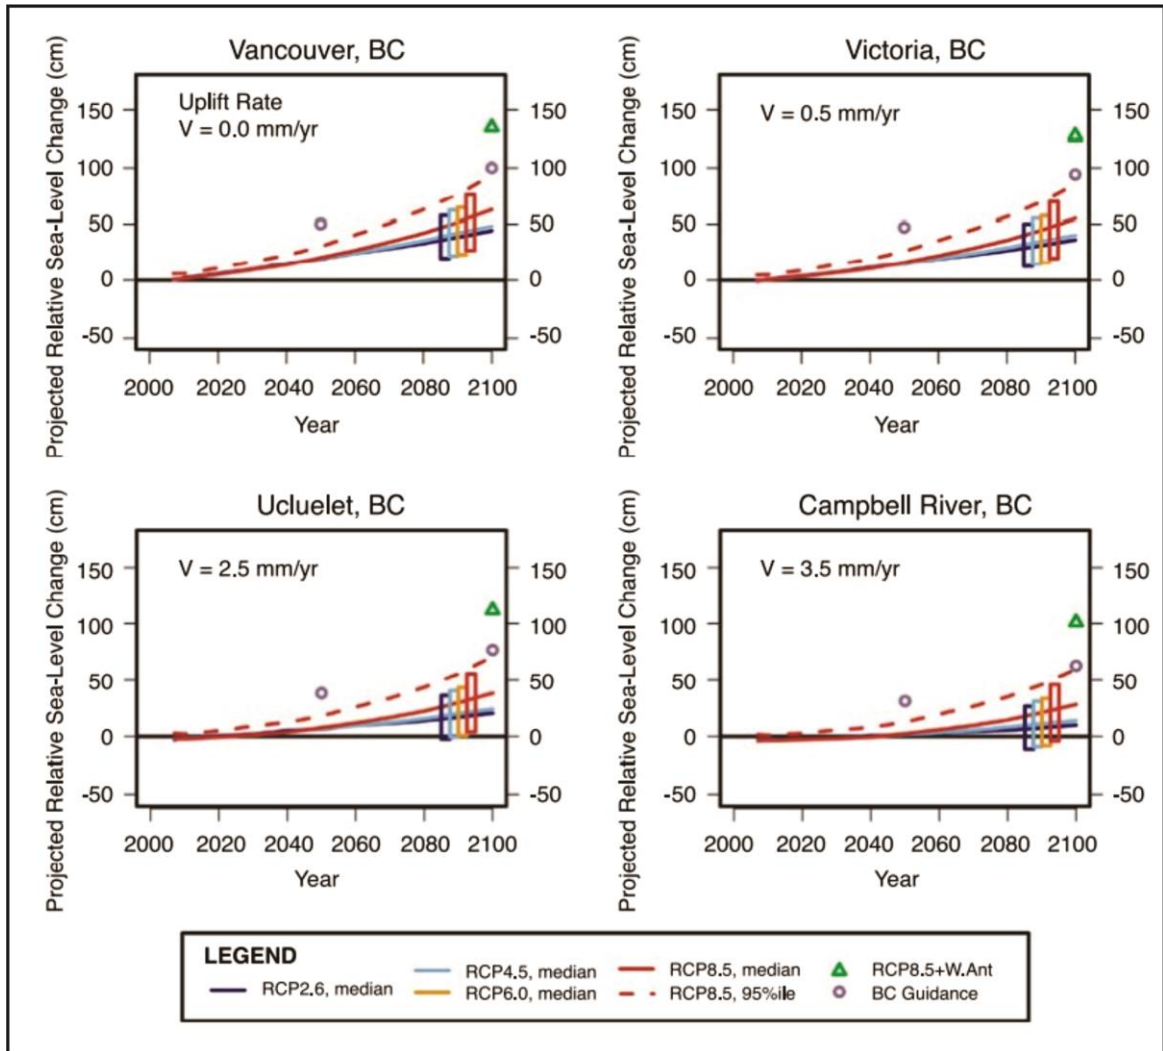 Vancouver, BC
Projected Relative Sea-Level Change (cm)
Uplift Rate
V = 0.0 mm/yr
150
100
50
0
-50
150
100
50
0
-50
2000 2020 2040 2060 2080 2100
Year
Victoria, BC
Projected Relative Sea-Level Change (cm)
V = 0.5 mm/yr
150
100
50
0
-50
150
100
50
0
-50
2000 2020 2040 2060 2080 2100
Year
Ucluelet, BC
Projected Relative Sea-Level Change (cm)
V = 2.5 mm/yr
150
100
50
0
-50
150
100
50
0
-50
2000 2020 2040 2060 2080 2100
Year
Campbell River, BC
Projected Relative Sea-Level Change (cm)
V = 3.5 mm/yr
150
100
50
0
-50
150
100
50
0
-50
2000 2020 2040 2060 2080 2100
Year
LEGEND
RCP2.6, median
RCP4.5, median
RCP6.0, median
RCP8.5, median
RCP8.5, 95%ile
RCP8.5+W.Ant
BC Guidance